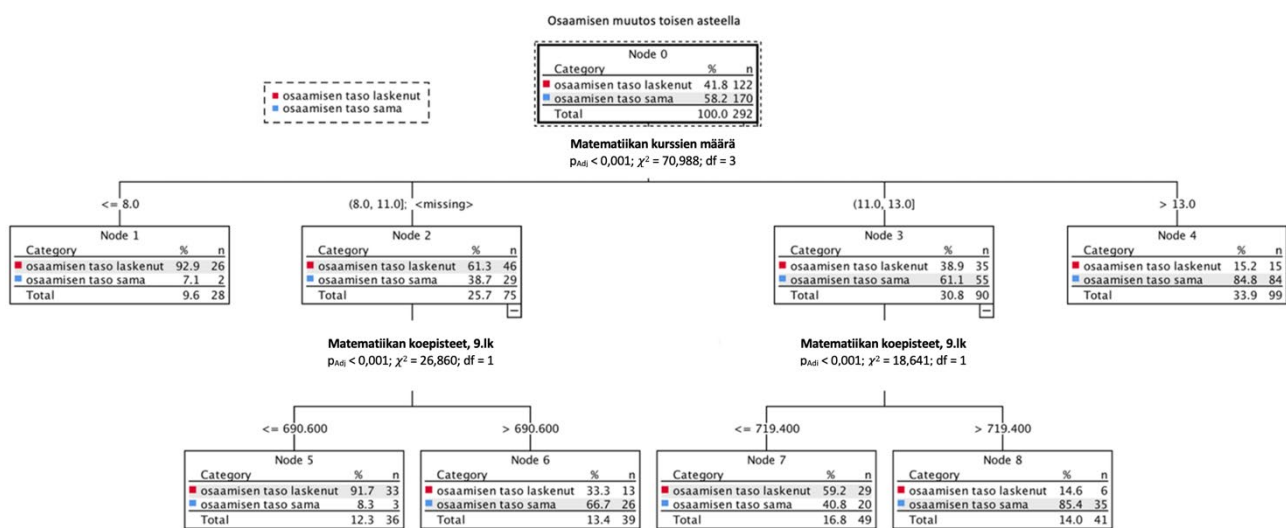 Osaamisen muutos toisen asteella
Node 0
Category % n
osaamisen taso laskenut 41.8 122
osaamisen taso sama 58.2 170
Total 100.0 292
osaamisen taso laskenut
osaamisen taso sama
Matematiikan kurssien määrä
pAdj < 0,001; χ² = 70,988; df = 3
<= 8.0
(8.0, 11.0]; <missing>
(11.0, 13.0]
> 13.0
Node 1
Category % n
osaamisen taso laskenut 92.9 26
osaamisen taso sama 7.1 2
Total 9.6 28
Node 2
Category % n
osaamisen taso laskenut 61.3 46
osaamisen taso sama 38.7 29
Total 25.7 75
Node 3
Category % n
osaamisen taso laskenut 38.9 35
osaamisen taso sama 61.1 55
Total 30.8 90
Node 4
Category % n
osaamisen taso laskenut 15.2 15
osaamisen taso sama 84.8 84
Total 33.9 99
Matematiikan koepisteet, 9.lk
pAdj < 0,001; χ² = 26,860; df = 1
Matematiikan koepisteet, 9.lk
pAdj < 0,001; χ² = 18,641; df = 1
<= 690.600
> 690.600
<= 719.400
> 719.400
Node 5
Category % n
osaamisen taso laskenut 91.7 33
osaamisen taso sama 8.3 3
Total 12.3 36
Node 6
Category % n
osaamisen taso laskenut 33.3 13
osaamisen taso sama 66.7 26
Total 13.4 39
Node 7
Category % n
osaamisen taso laskenut 59.2 29
osaamisen taso sama 40.8 20
Total 16.8 49
Node 8
Category % n
osaamisen taso laskenut 14.6 6
osaamisen taso sama 85.4 35
Total 14.0 41